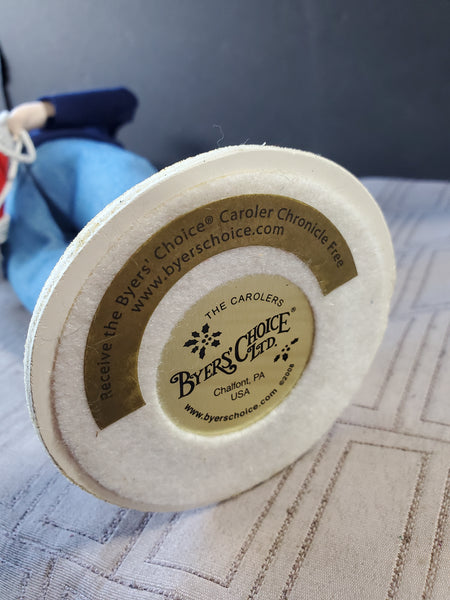 Receive the Byers' Choice® Caroler Chronicle Free
www.byerschoice.com
THE CAROLERS
BYERS' CHOICE®
LTD.
Chalfont, PA
USA
www.byerschoice.com ©2008